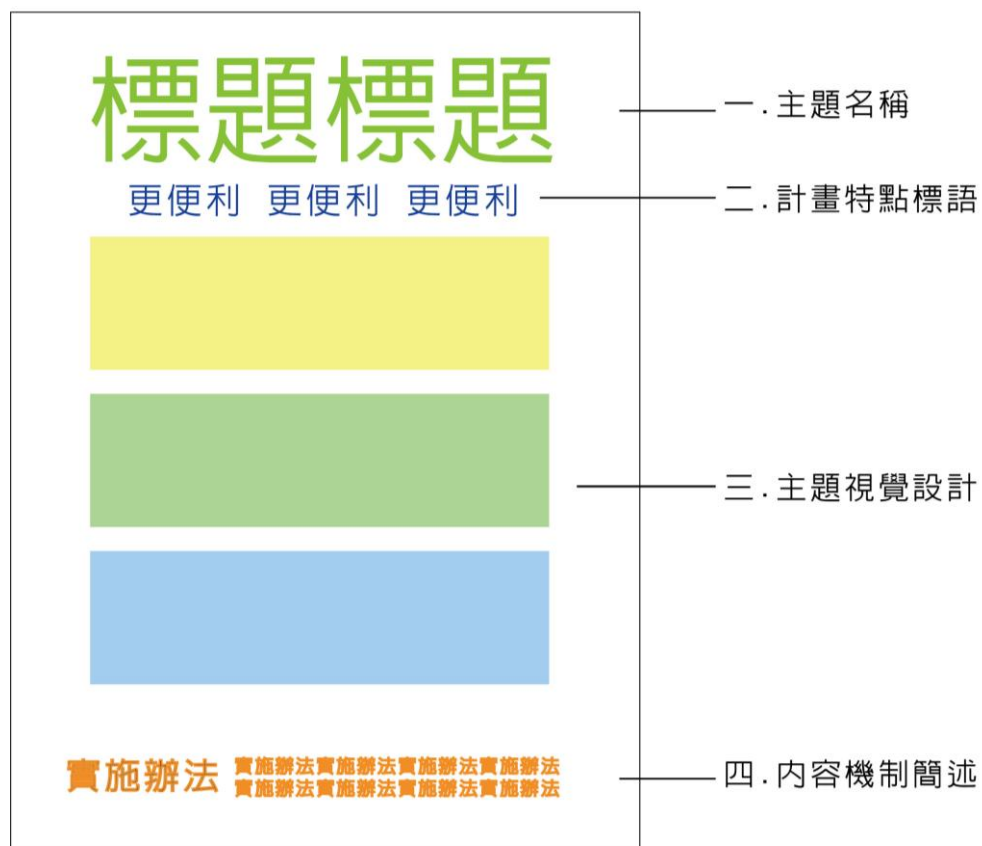 標題標題
一.主題名稱
更便利 更便利 更便利
二.計畫特點標語
三.主題視覺設計
實施辦法
實施辦法實施辦法實施辦法實施辦法
實施辦法實施辦法實施辦法實施辦法
四.內容機制簡述